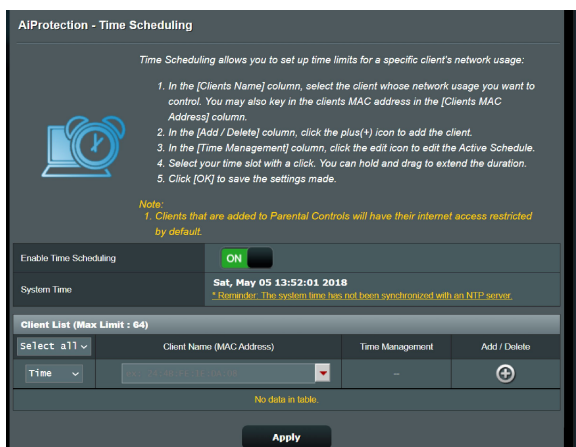 AiProtection - Time Scheduling
Time Scheduling allows you to set up time limits for a specific client's network usage:
1. In the [Clients Name] column, select the client whose network usage you want to
control. You may also key in the clients MAC address in the [Clients MAC
Address] column.
2. In the [Add / Delete] column, click the plus(+) icon to add the client.
3. In the [Time Management] column, click the edit icon to edit the Active Schedule.
4. Select your time slot with a click. You can hold and drag to extend the duration.
5. Click [OK] to save the settings made.
Note:
1. Clients that are added to Parental Controls will have their internet access restricted
by default.
Enable Time Scheduling ON
System Time Sat, May 05 13:52:01 2018
* Reminder: The system time has not been synchronized with an NTP server.
Client List (Max Limit : 64)
Select all Client Name (MAC Address) Time Management Add / Delete
Time --
No data in table.
Apply